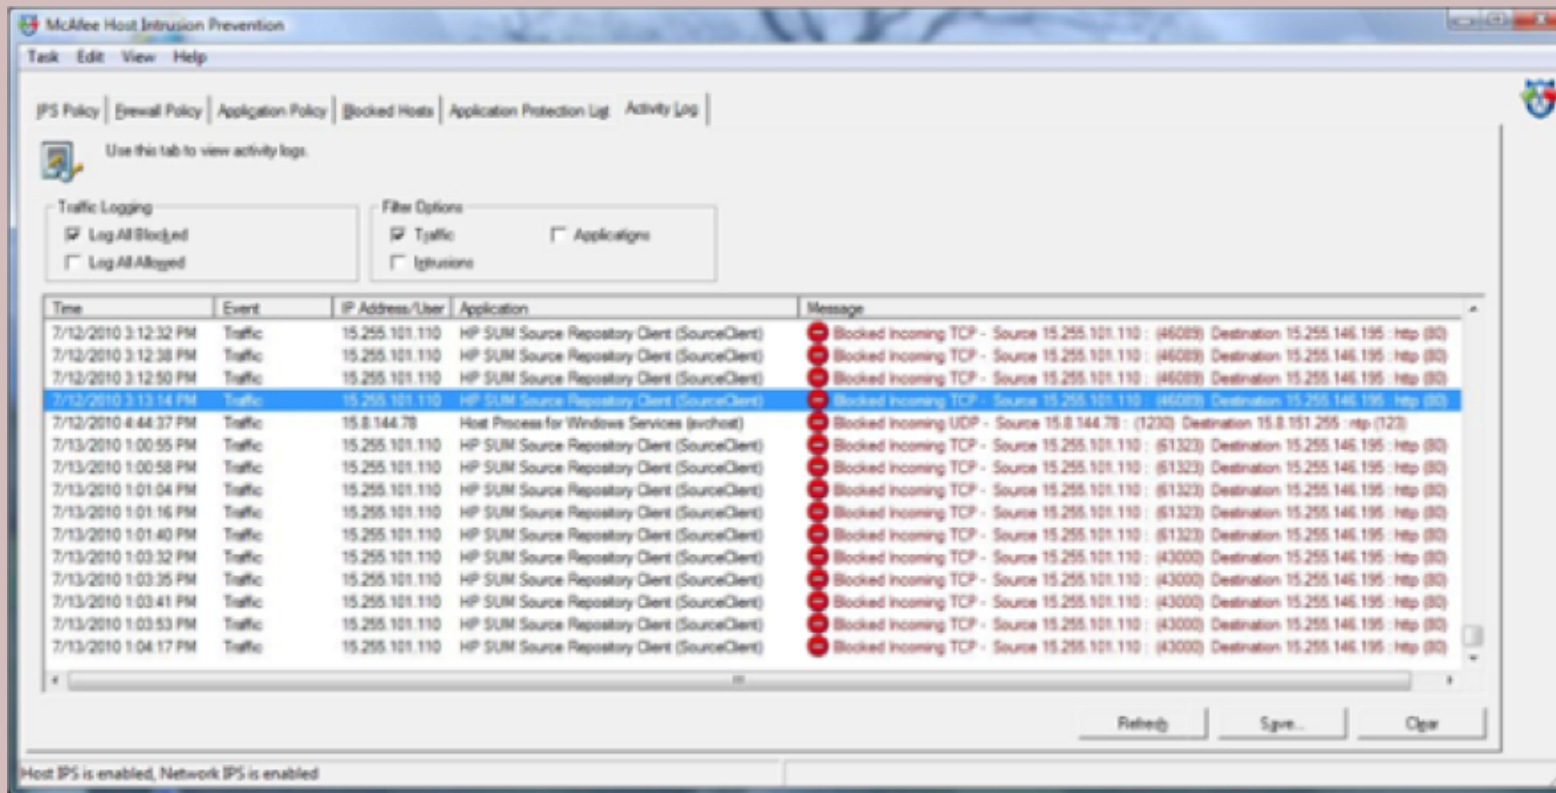 McAfee Host Intrusion Prevention
Task Edit View Help
IPS Policy Firewall Policy Application Policy Blocked Hosts Application Protection List Activity Log
Use this tab to view activity logs.
Traffic Logging Filter Options
Log All Blocked Traffic Applications
Log All Allowed Intrusions
Time Event IP Address/User Application Message
7/12/2010 3:12:32 PM Traffic 15.255.101.110 HP SUM Source Repository Client (SourceClient) Blocked Incoming TCP - Source 15.255.101.110 : (46089) Destination 15.255.146.195 : http (80)
7/12/2010 3:12:38 PM Traffic 15.255.101.110 HP SUM Source Repository Client (SourceClient) Blocked Incoming TCP - Source 15.255.101.110 : (46089) Destination 15.255.146.195 : http (80)
7/12/2010 3:12:50 PM Traffic 15.255.101.110 HP SUM Source Repository Client (SourceClient) Blocked Incoming TCP - Source 15.255.101.110 : (46089) Destination 15.255.146.195 : http (80)
7/12/2010 3:13:14 PM Traffic 15.255.101.110 HP SUM Source Repository Client (SourceClient) Blocked Incoming TCP - Source 15.255.101.110 : (46089) Destination 15.255.146.195 : http (80)
7/12/2010 4:44:37 PM Traffic 15.8.144.78 Host Process for Windows Services (svchost) Blocked Incoming UDP - Source 15.8.144.78 : (1230) Destination 15.8.151.255 : ntp (123)
7/13/2010 1:00:55 PM Traffic 15.255.101.110 HP SUM Source Repository Client (SourceClient) Blocked Incoming TCP - Source 15.255.101.110 : (61323) Destination 15.255.146.195 : http (80)
7/13/2010 1:00:58 PM Traffic 15.255.101.110 HP SUM Source Repository Client (SourceClient) Blocked Incoming TCP - Source 15.255.101.110 : (61323) Destination 15.255.146.195 : http (80)
7/13/2010 1:01:04 PM Traffic 15.255.101.110 HP SUM Source Repository Client (SourceClient) Blocked Incoming TCP - Source 15.255.101.110 : (61323) Destination 15.255.146.195 : http (80)
7/13/2010 1:01:16 PM Traffic 15.255.101.110 HP SUM Source Repository Client (SourceClient) Blocked Incoming TCP - Source 15.255.101.110 : (61323) Destination 15.255.146.195 : http (80)
7/13/2010 1:01:40 PM Traffic 15.255.101.110 HP SUM Source Repository Client (SourceClient) Blocked Incoming TCP - Source 15.255.101.110 : (61323) Destination 15.255.146.195 : http (80)
7/13/2010 1:03:32 PM Traffic 15.255.101.110 HP SUM Source Repository Client (SourceClient) Blocked Incoming TCP - Source 15.255.101.110 : (43000) Destination 15.255.146.195 : http (80)
7/13/2010 1:03:35 PM Traffic 15.255.101.110 HP SUM Source Repository Client (SourceClient) Blocked Incoming TCP - Source 15.255.101.110 : (43000) Destination 15.255.146.195 : http (80)
7/13/2010 1:03:41 PM Traffic 15.255.101.110 HP SUM Source Repository Client (SourceClient) Blocked Incoming TCP - Source 15.255.101.110 : (43000) Destination 15.255.146.195 : http (80)
7/13/2010 1:03:53 PM Traffic 15.255.101.110 HP SUM Source Repository Client (SourceClient) Blocked Incoming TCP - Source 15.255.101.110 : (43000) Destination 15.255.146.195 : http (80)
7/13/2010 1:04:17 PM Traffic 15.255.101.110 HP SUM Source Repository Client (SourceClient) Blocked Incoming TCP - Source 15.255.101.110 : (43000) Destination 15.255.146.195 : http (80)
Refresh Save... Clear
Host IPS is enabled, Network IPS is enabled